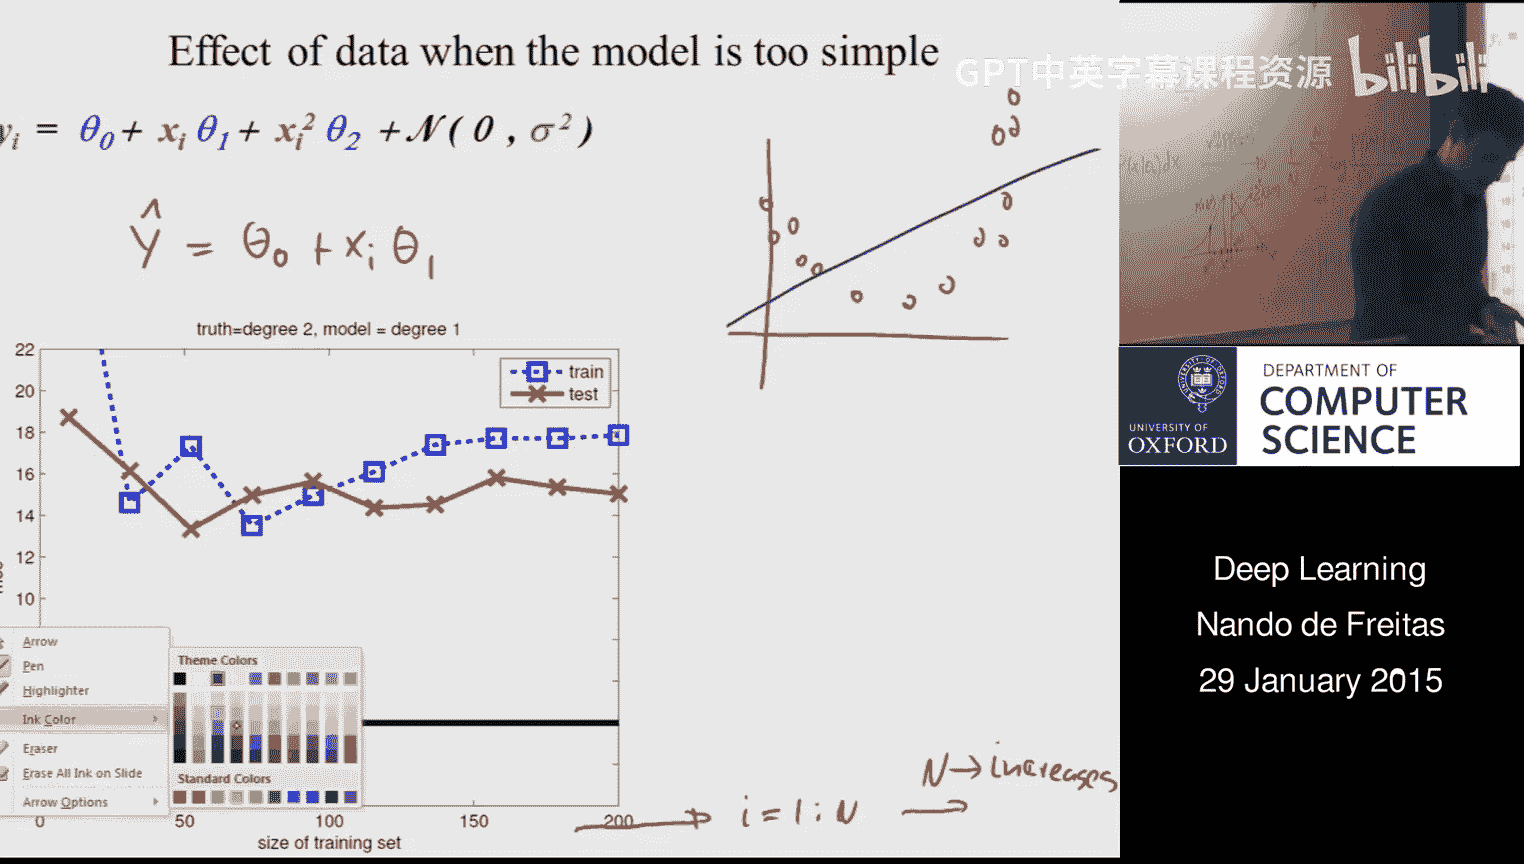 Effect of data when the model is too simple
GPT中英字幕课程资源 bilibili
yᵢ = θ₀ + xᵢ θ₁ + xᵢ² θ₂ + 𝒩( 0 , σ² )
Ŷ = θ₀ + xᵢ θ₁
truth=degree 2, model = degree 1
22
20
18
16
14
12
10
train
test
Arrow
Pen
Highlighter
Ink Color
Eraser
Erase All Ink on Slide
Arrow Options
Theme Colors
Standard Colors
0 50 100 150 200
size of training set
i = 1 : N
N → increases
UNIVERSITY OF OXFORD
DEPARTMENT OF
COMPUTER
SCIENCE
Deep Learning
Nando de Freitas
29 January 2015